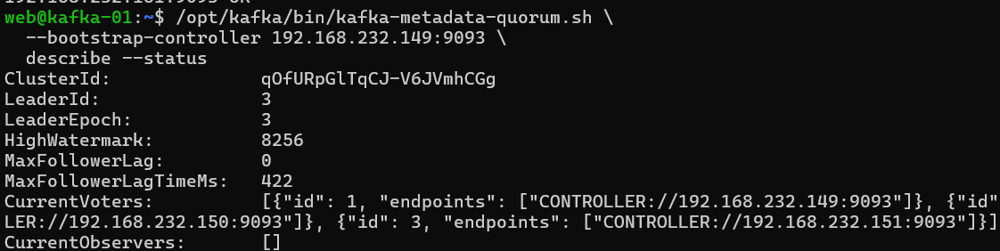 web@kafka-01:~$ /opt/kafka/bin/kafka-metadata-quorum.sh \
  --bootstrap-controller 192.168.232.149:9093 \
  describe --status
ClusterId:              qOfURpGlTqCJ-V6JVmhCGg
LeaderId:               3
LeaderEpoch:            3
HighWatermark:          8256
MaxFollowerLag:         0
MaxFollowerLagTimeMs:   422
CurrentVoters:          [{"id": 1, "endpoints": ["CONTROLLER://192.168.232.149:9093"]}, {"id"
LER://192.168.232.150:9093"]}, {"id": 3, "endpoints": ["CONTROLLER://192.168.232.151:9093"]}]
CurrentObservers:       []